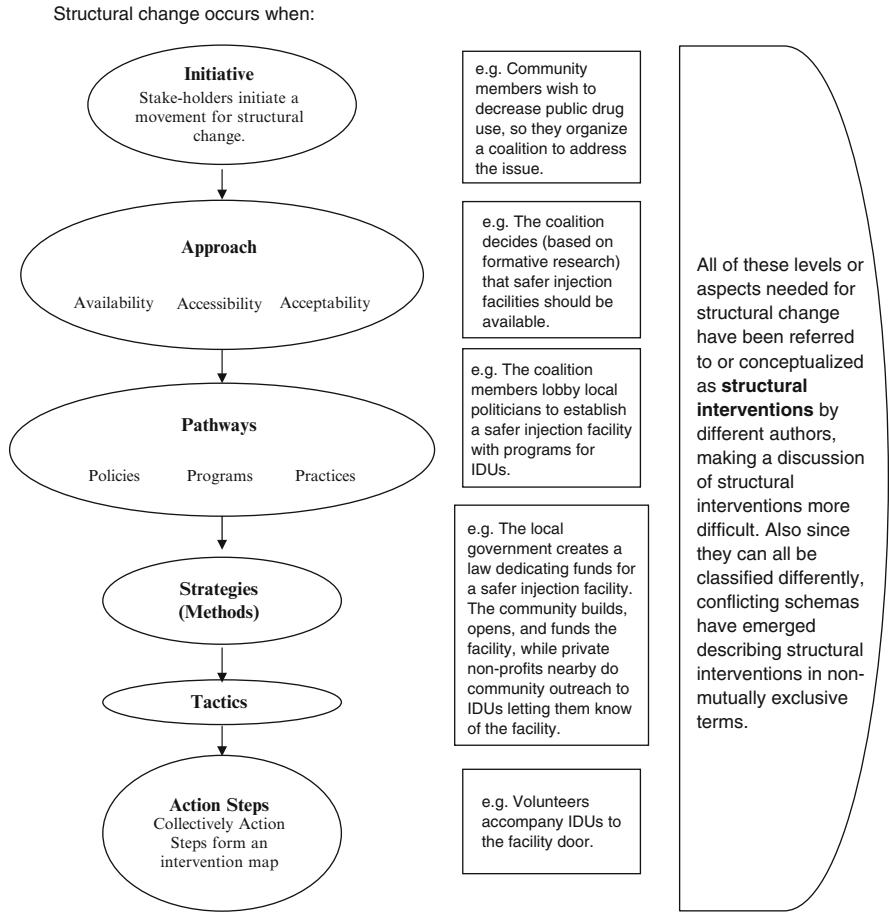 Structural change occurs when:
Initiative
Stake-holders initiate a
movement for structural
change.
e.g. Community
members wish to
decrease public drug
use, so they organize
a coalition to address
the issue.
Approach
Availability Accessibility Acceptability
e.g. The coalition
decides (based on
formative research)
that safer injection
facilities should be
available.
Pathways
Policies Programs Practices
e.g. The coalition
members lobby local
politicians to establish
a safer injection facility
with programs for
IDUs.
Strategies
(Methods)
Tactics
e.g. The local
government creates a
law dedicating funds for
a safer injection facility.
The community builds,
opens, and funds the
facility, while private
non-profits nearby do
community outreach to
IDUs letting them know
of the facility.
Action Steps
Collectively Action
Steps form an
intervention map
e.g. Volunteers
accompany IDUs to
the facility door.
All of these levels or
aspects needed for
structural change
have been referred
to or conceptualized
as structural
interventions by
different authors,
making a discussion
of structural
interventions more
difficult. Also since
they can all be
classified differently,
conflicting schemas
have emerged
describing structural
interventions in non-
mutually exclusive
terms.